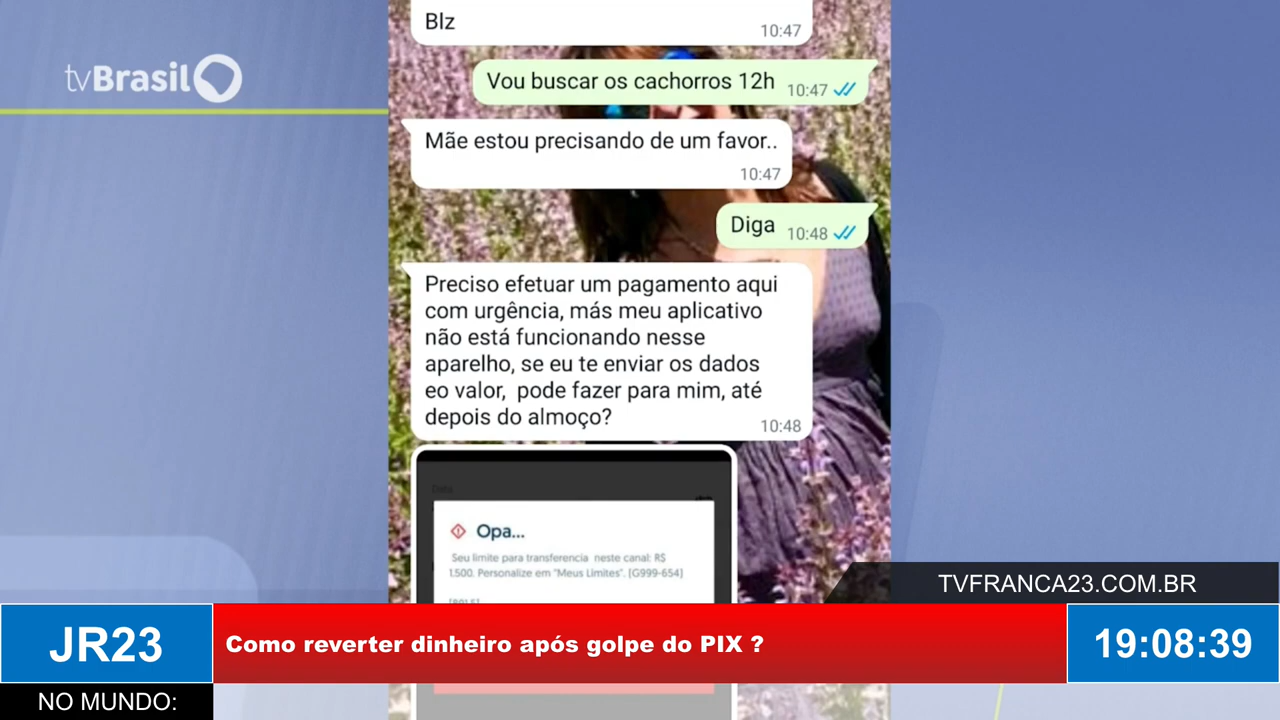 Blz
10:47
tvBrasil
Vou buscar os cachorros 12h
10:47
Mãe estou precisando de um favor..
10:47
Diga
10:48
Preciso efetuar um pagamento aqui
com urgência, más meu aplicativo
não está funcionando nesse
aparelho, se eu te enviar os dados
eo valor, pode fazer para mim, até
depois do almoço?
10:48
Opa...
Seu limite para transferencia neste canal: R$
1.500. Personalize em "Meus Limites". [G999-654]
TVFRANCA23.COM.BR
JR23
Como reverter dinheiro após golpe do PIX ?
19:08:39
NO MUNDO: